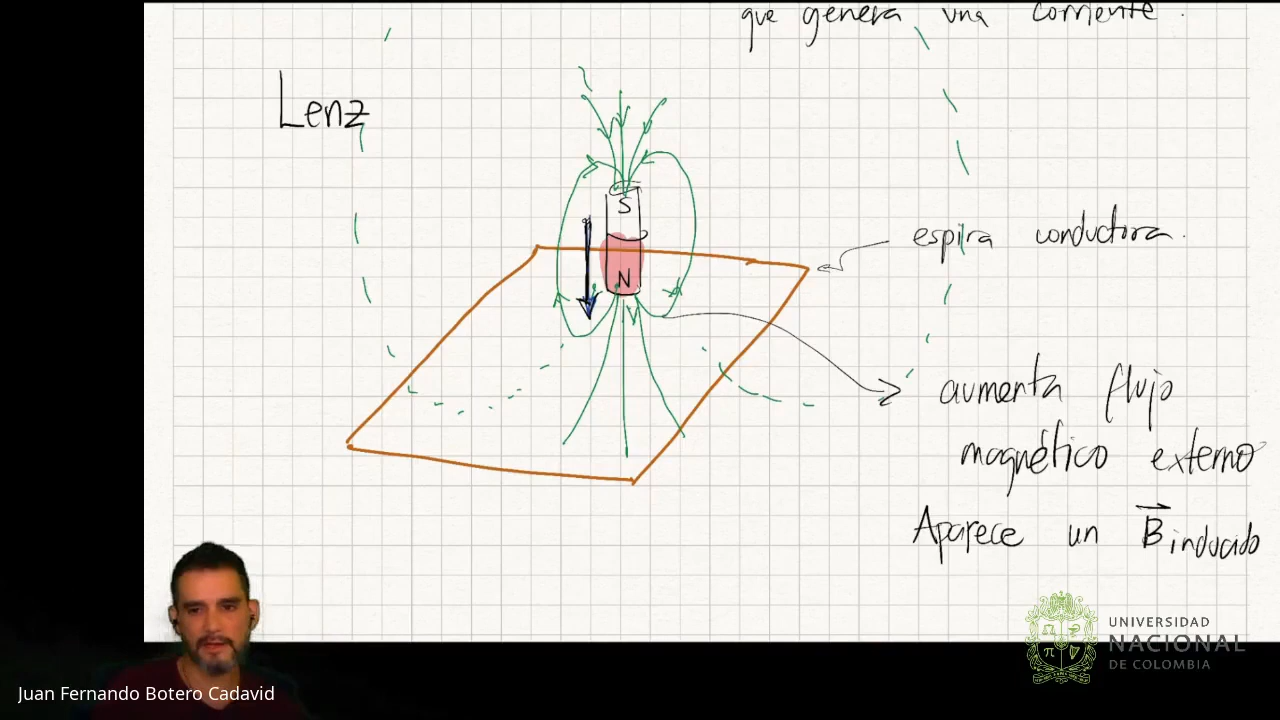 que genera una corriente.
Lenz
S
N
espira conductora.
aumenta flujo
magnético externo
Aparece un B inducido
UNIVERSIDAD
NACIONAL
DE COLOMBIA
Juan Fernando Botero Cadavid